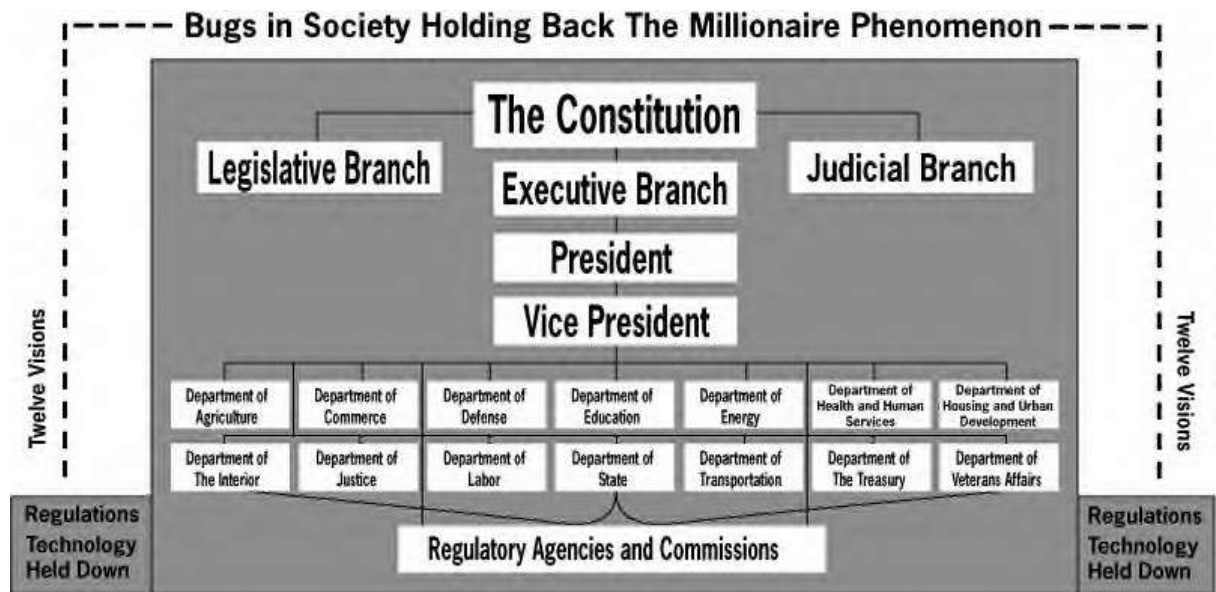 Bugs in Society Holding Back The Millionaire Phenomenon
The Constitution
Legislative Branch
Judicial Branch
Executive Branch
President
Vice President
Twelve Visions
Twelve Visions
Department of
Agriculture
Department of
Commerce
Department of
Defense
Department of
Education
Department of
Energy
Department of
Health and Human
Services
Department of
Housing and Urban
Development
Department of
The Interior
Department of
Justice
Department of
Labor
Department of
State
Department of
Transportation
Department of
The Treasury
Department of
Veterans Affairs
Regulatory Agencies and Commissions
Regulations
Technology
Held Down
Regulations
Technology
Held Down